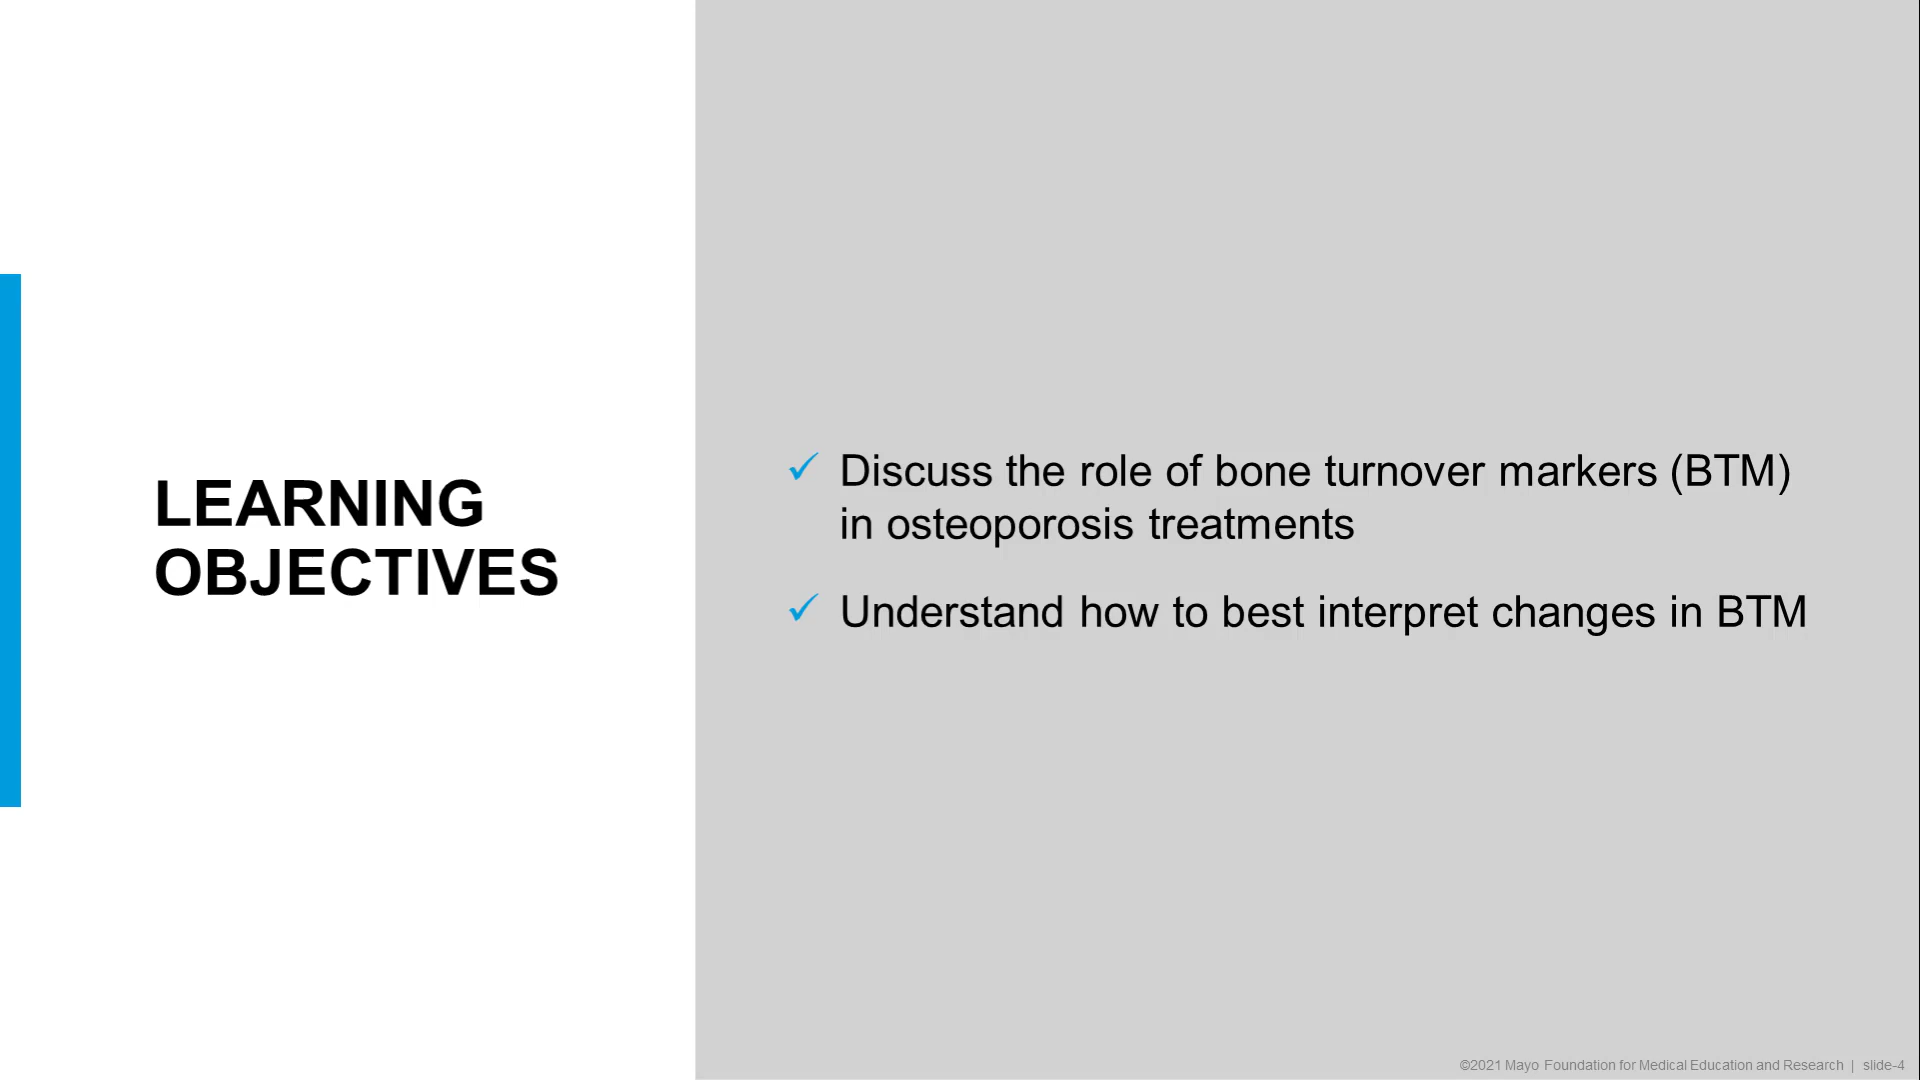 LEARNING
OBJECTIVES
✓ Discuss the role of bone turnover markers (BTM)
in osteoporosis treatments
✓ Understand how to best interpret changes in BTM
©2021 Mayo Foundation for Medical Education and Research | slide-4